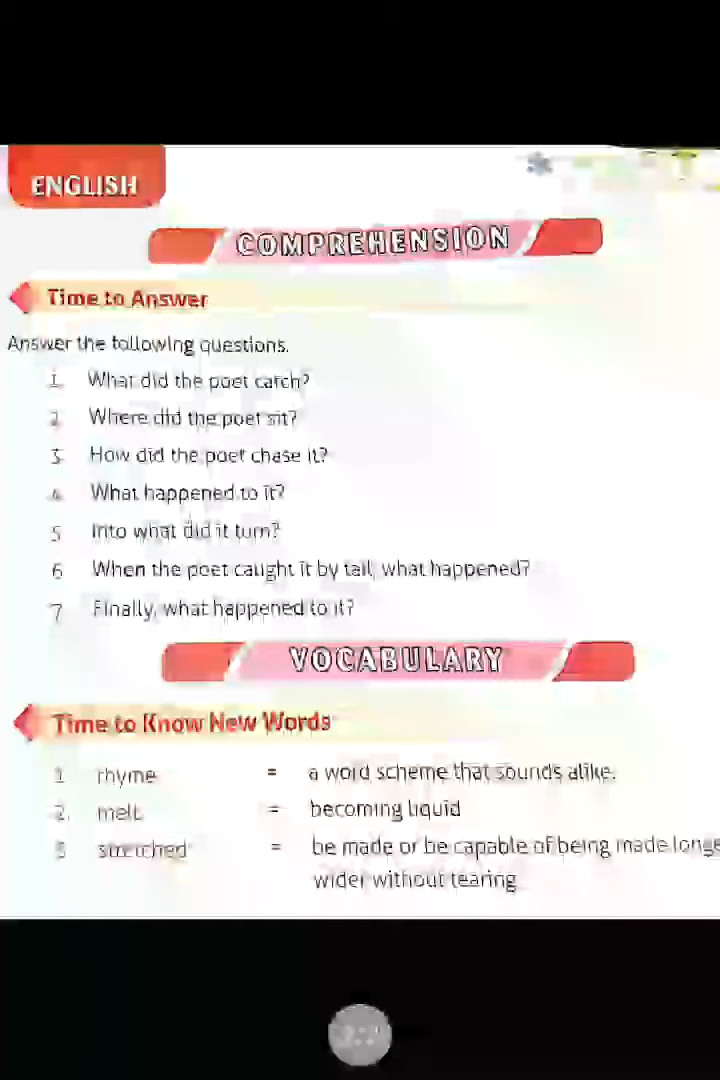 ENGLISH
COMPREHENSION
Time to Answer
Answer the following questions.
1. What did the poet catch?
2. Where did the poet sit?
3. How did the poet chase it?
4. What happened to it?
5. Into what did it turn?
6. When the poet caught it by tail, what happened?
7. Finally, what happened to it?
VOCABULARY
Time to Know New Words
1. rhyme = a word scheme that sounds alike.
2. melt = becoming liquid
3. stretched = be made or be capable of being made longe
wider without tearing